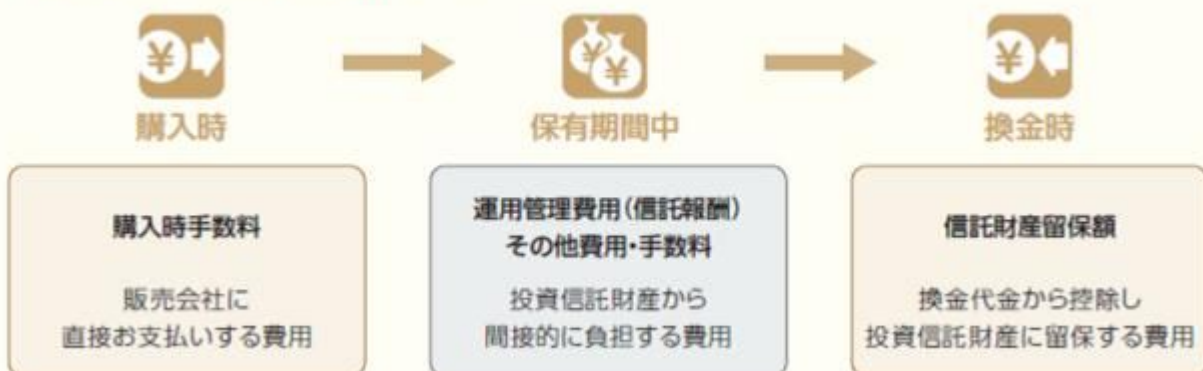 ¥
¥
¥
¥
購入時
保有期間中
換金時
購入時手数料
販売会社に
直接お支払いする費用
運用管理費用(信託報酬)
その他費用・手数料
投資信託財産から
間接的に負担する費用
信託財産留保額
換金代金から控除し
投資信託財産に留保する費用